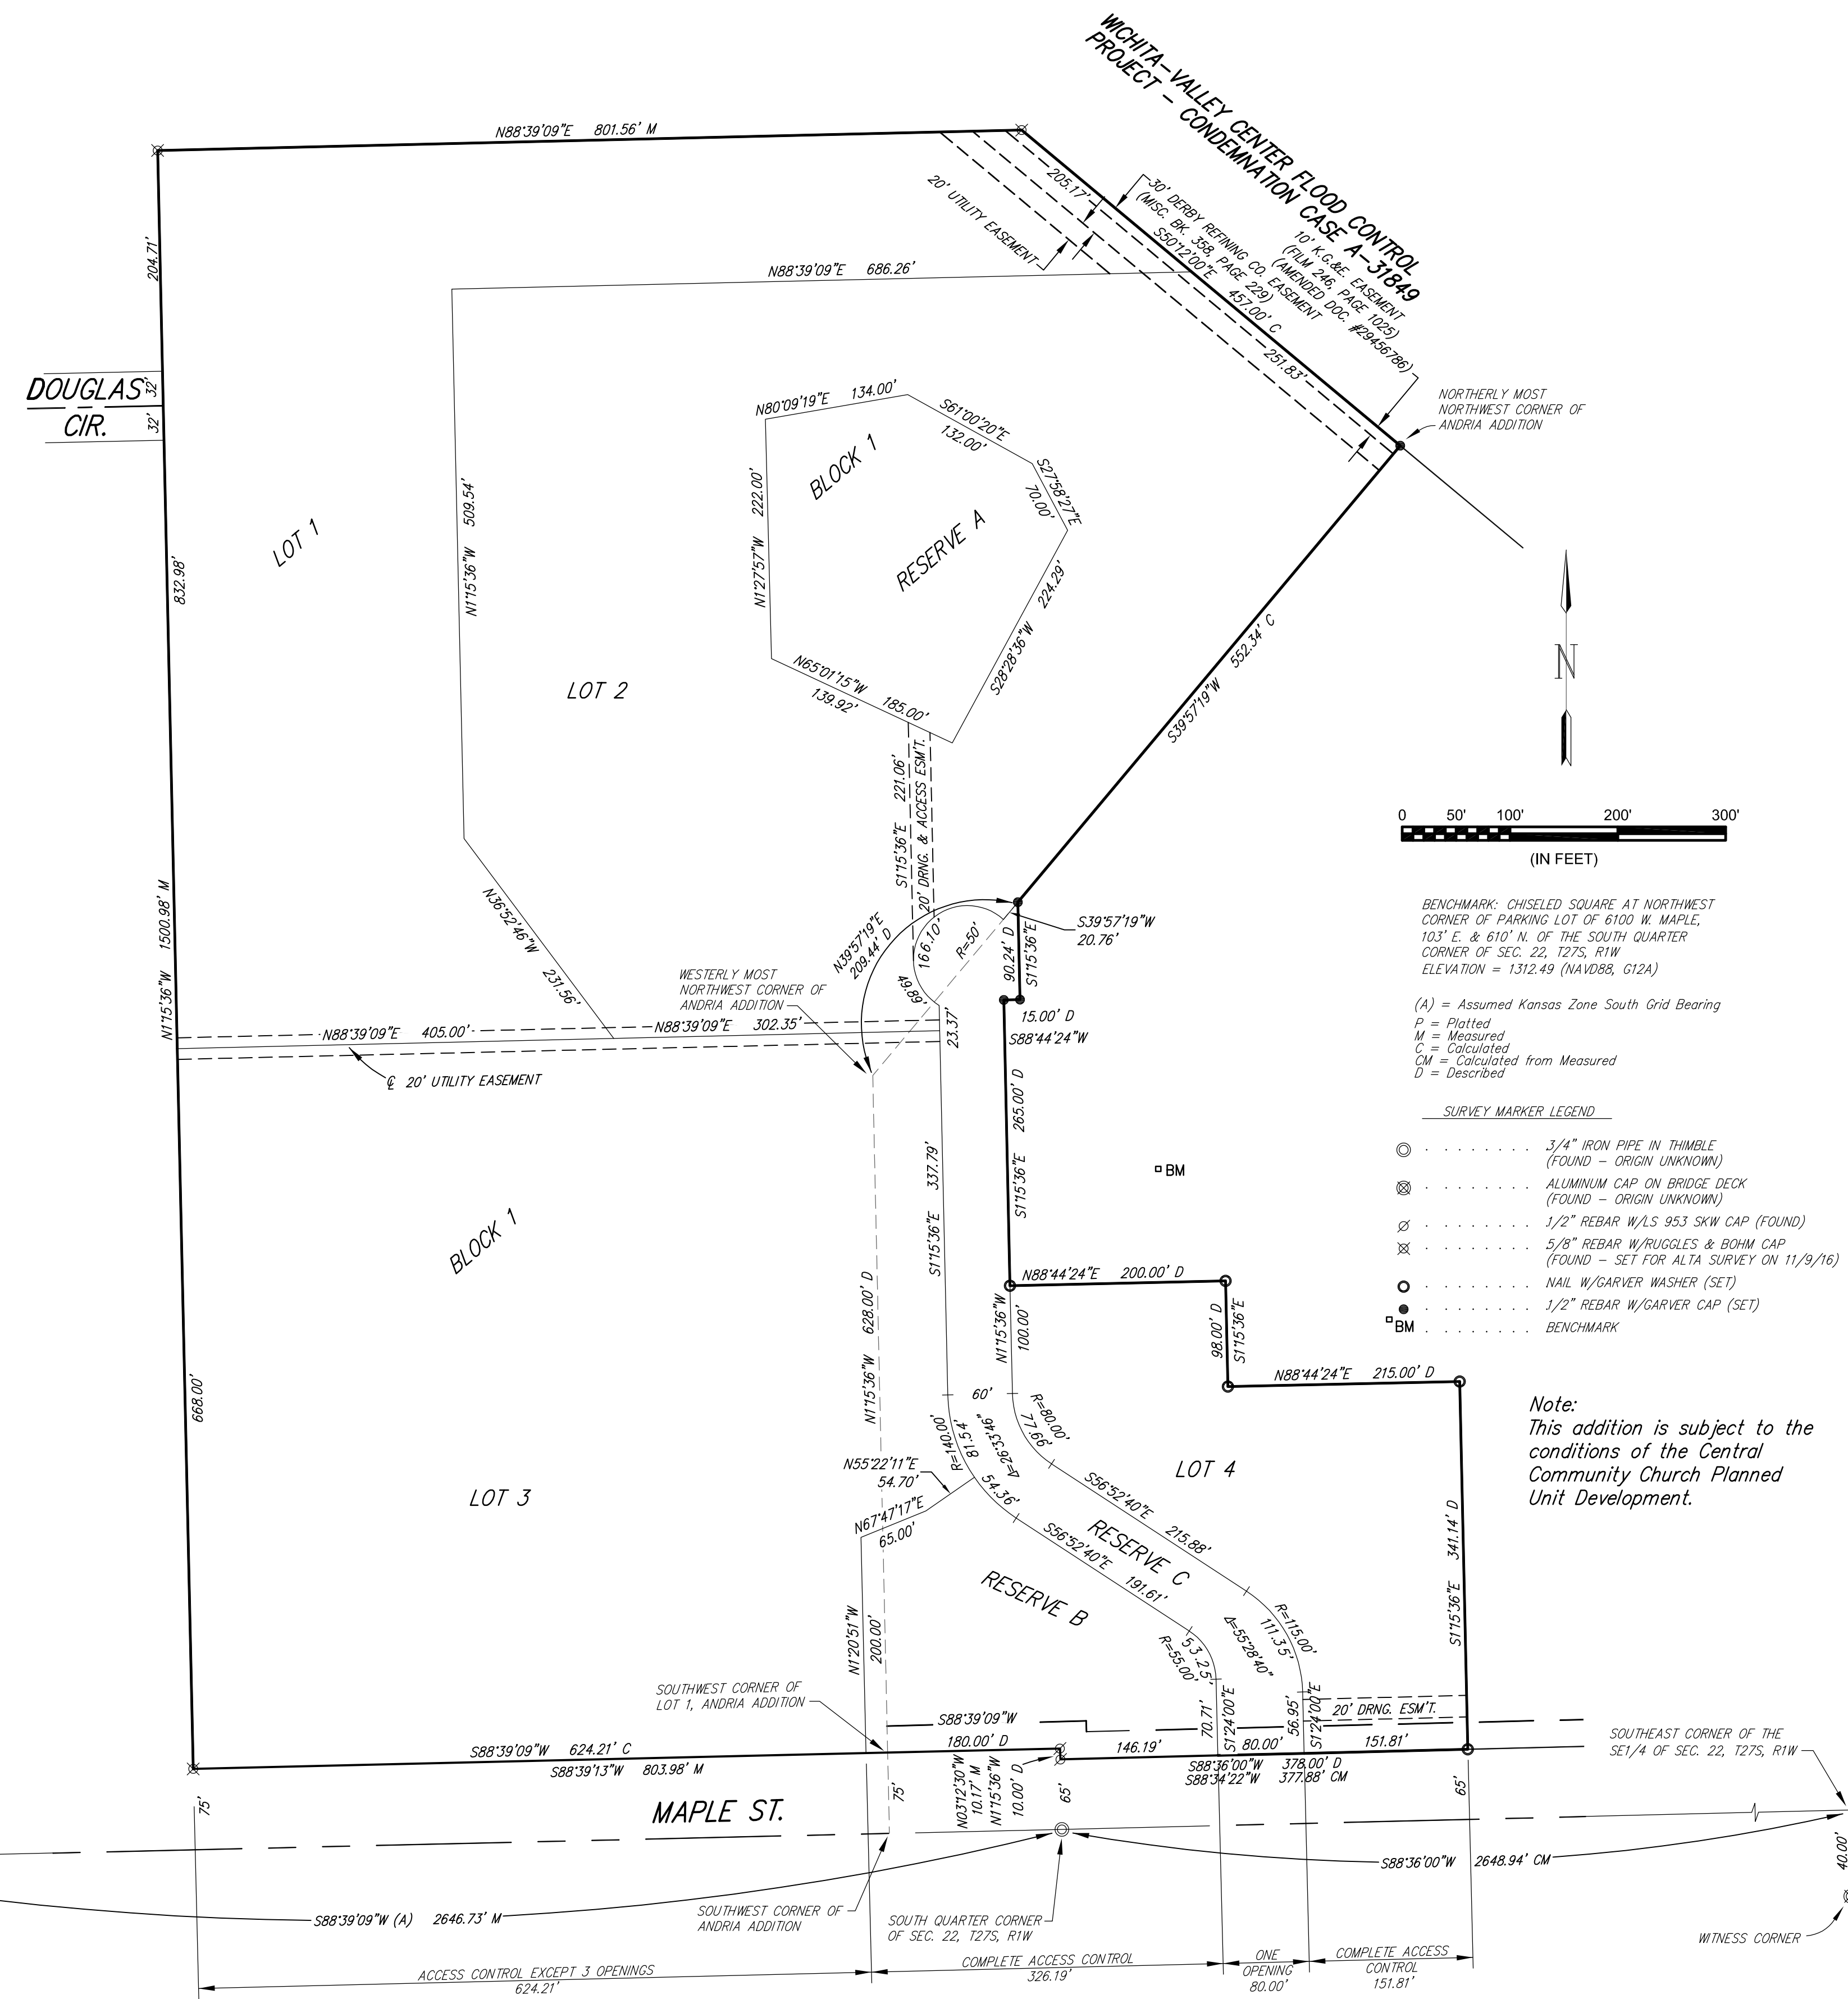 WICHITA-VALLEY CENTER FLOOD CONTROL
PROJECT - CONDEMNATION CASE A-31849
N88°39'09"E 801.56' M
205.17'
30' DERBY REFINING CO. EASEMENT
(MISC. BK. 358, PAGE 229)
S50°12'00"E 457.00' C
10' K.G.&E. EASEMENT
(FILM 246, PAGE 1025)
(AMENDED DOC. #29456786)
20' UTILITY EASEMENT
251.83'
204.71'
N88°39'09"E 686.26'
DOUGLAS
CIR.
32'
32'
NORTHERLY MOST
NORTHWEST CORNER OF
ANDRIA ADDITION
N80°09'19"E 134.00'
S61°00'20"E
132.00'
S27°58'27"E
70.00'
BLOCK 1
RESERVE A
N1°27'57"W 222.00'
S28°28'36"W 224.29'
N65°01'15"W 185.00'
139.92'
N1°15'36"W 509.54'
LOT 1
832.98'
LOT 2
S39°57'19"W 552.34' C
N
0 50' 100' 200' 300'
(IN FEET)
S1°15'36"E 221.06'
20' DRNG. & ACCESS ESM'T.
N1°15'36"W 1500.98' M
N36°52'46"W 231.56'
N39°57'19"E
209.44' D
166.10'
R=50'
49.89'
S39°57'19"W
20.76'
90.24' D
S1°15'36"E
15.00' D
S88°44'24"W
WESTERLY MOST
NORTHWEST CORNER OF
ANDRIA ADDITION
23.37'
N88°39'09"E 405.00'
N88°39'09"E 302.35'
℄ 20' UTILITY EASEMENT
BENCHMARK: CHISELED SQUARE AT NORTHWEST
CORNER OF PARKING LOT OF 6100 W. MAPLE,
103' E. & 610' N. OF THE SOUTH QUARTER
CORNER OF SEC. 22, T27S, R1W
ELEVATION = 1312.49 (NAVD88, G12A)
(A) = Assumed Kansas Zone South Grid Bearing
P = Platted
M = Measured
C = Calculated
CM = Calculated from Measured
D = Described
SURVEY MARKER LEGEND
3/4" IRON PIPE IN THIMBLE
(FOUND - ORIGIN UNKNOWN)
ALUMINUM CAP ON BRIDGE DECK
(FOUND - ORIGIN UNKNOWN)
1/2" REBAR W/LS 953 SKW CAP (FOUND)
5/8" REBAR W/RUGGLES & BOHM CAP
(FOUND - SET FOR ALTA SURVEY ON 11/9/16)
NAIL W/GARVER WASHER (SET)
1/2" REBAR W/GARVER CAP (SET)
BM BENCHMARK
S1°15'36"E 265.00' D
BM
S1°15'36"E 337.79'
BLOCK 1
N1°15'36"W 628.00' D
N88°44'24"E 200.00' D
N1°15'36"W
100.00'
98.00' D
S1°15'36"E
N88°44'24"E 215.00' D
668.00'
60'
R=140.00'
81.54'
Δ=26°33'46"
R=80.00'
77.66'
54.36'
N55°22'11"E
54.70'
N67°47'17"E
65.00'
LOT 3
LOT 4
Note:
This addition is subject to the
conditions of the Central
Community Church Planned
Unit Development.
S56°52'40"E 215.88'
RESERVE C
S56°52'40"E 191.61'
RESERVE B
S1°15'36"E 341.14' D
R=115.00'
111.35'
Δ=55°28'40"
53.25'
R=55.00'
N1°20'51"W
200.00'
SOUTHWEST CORNER OF
LOT 1, ANDRIA ADDITION
S88°39'09"W
180.00' D
70.71'
S1°24'00"E
56.95'
S1°24'00"E
20' DRNG. ESM'T.
S88°39'09"W 624.21' C
S88°39'13"W 803.98' M
146.19' 80.00' 151.81'
S88°36'00"W 378.00' D
S88°34'22"W 377.88' CM
N03°12'30"W
10.17' M
N1°15'36"W
10.00' D
75'
75'
65'
65'
MAPLE ST.
SOUTHEAST CORNER OF THE
SE1/4 OF SEC. 22, T27S, R1W
S88°36'00"W 2648.94' CM
40.00'
S88°39'09"W (A) 2646.73' M
SOUTHWEST CORNER OF
ANDRIA ADDITION
SOUTH QUARTER CORNER
OF SEC. 22, T27S, R1W
WITNESS CORNER
ACCESS CONTROL EXCEPT 3 OPENINGS
624.21'
COMPLETE ACCESS CONTROL
326.19'
ONE
OPENING
80.00'
COMPLETE ACCESS
CONTROL
151.81'